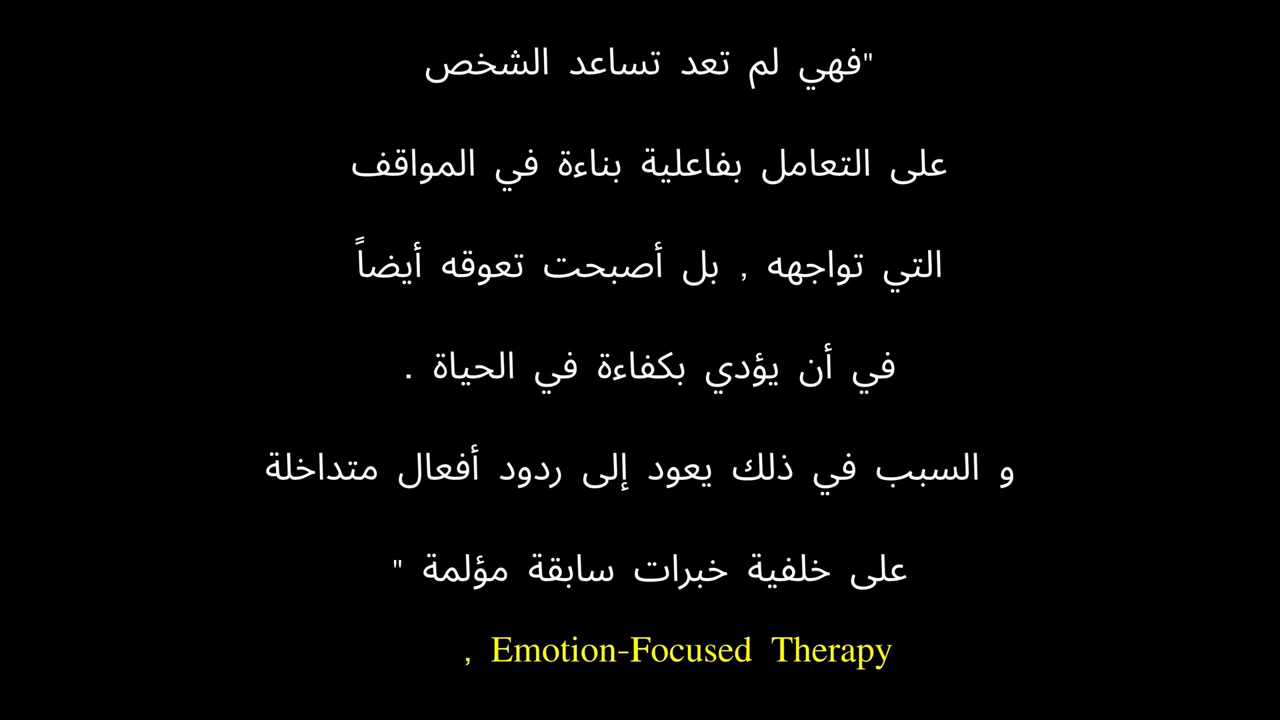 "فهي لم تعد تساعد الشخص
على التعامل بفاعلية بناءة في المواقف
التي تواجهه , بل أصبحت تعوقه أيضاً
في أن يؤدي بكفاءة في الحياة .
و السبب في ذلك يعود إلى ردود أفعال متداخلة
على خلفية خبرات سابقة مؤلمة "
, Emotion-Focused Therapy